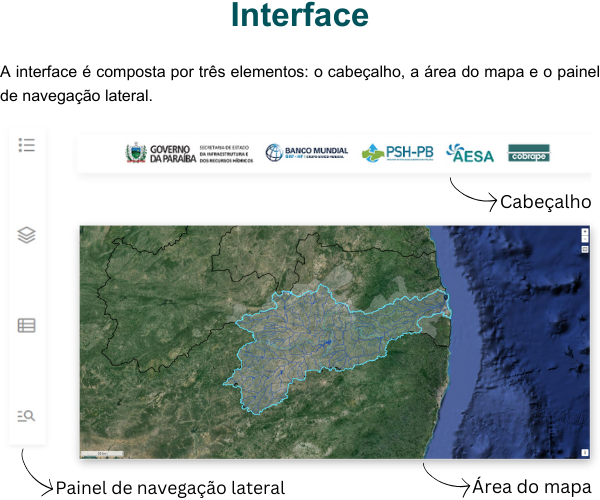 Interface
A interface é composta por três elementos: o cabeçalho, a área do mapa e o painel
de navegação lateral.
GOVERNO
DA PARAÍBA
SECRETARIA DE ESTADO
DA INFRAESTRUTURA E
DOS RECURSOS HÍDRICOS
BANCO MUNDIAL
PSH-PB
AESA
cobrape
Cabeçalho
Painel de navegação lateral
Área do mapa